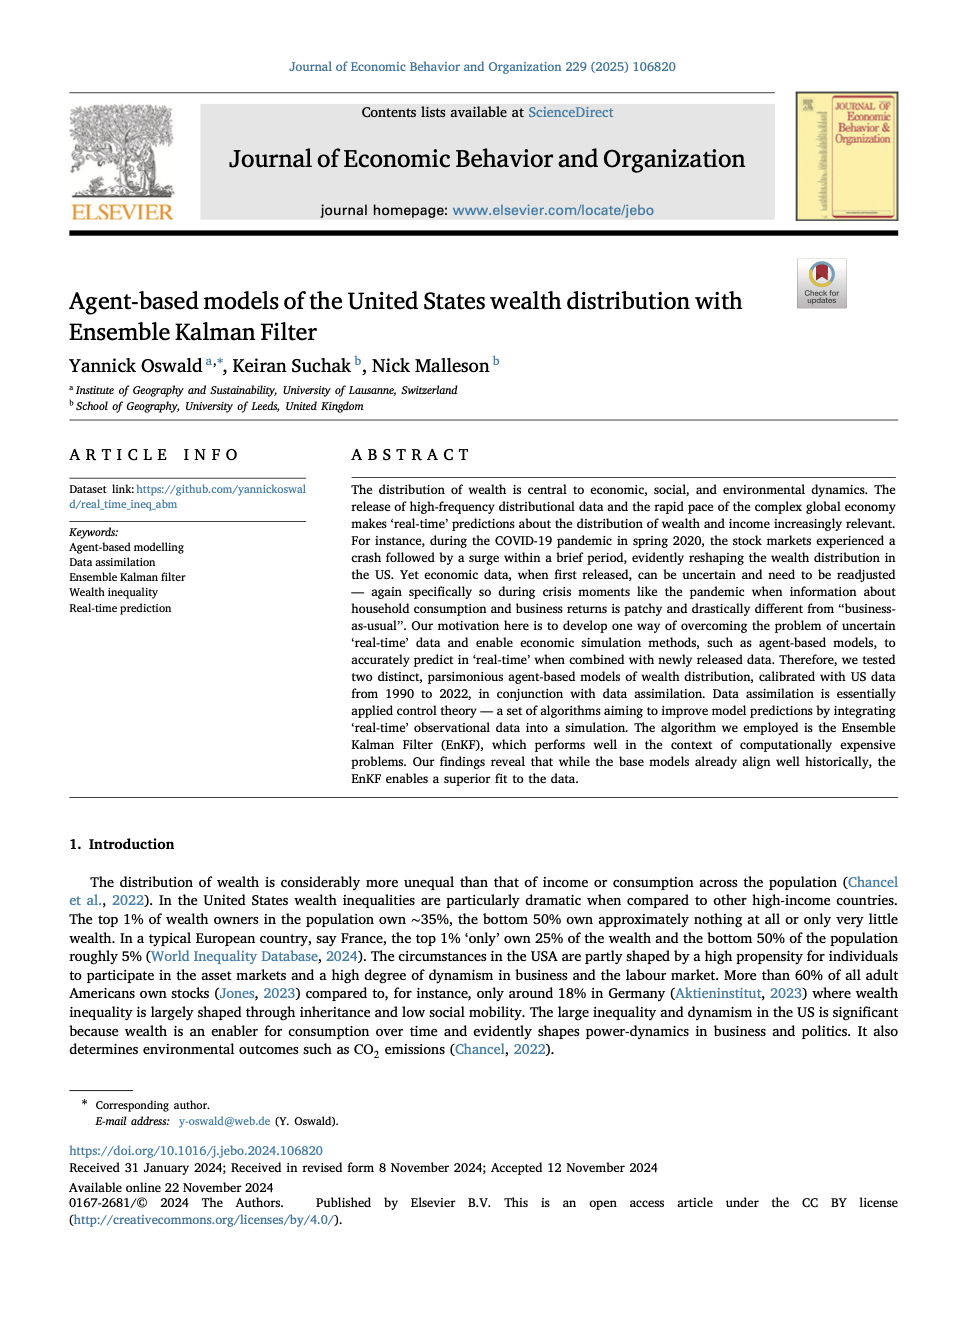 Journal of Economic Behavior and Organization 229 (2025) 106820
Contents lists available at ScienceDirect
Journal of Economic Behavior and Organization
journal homepage: www.elsevier.com/locate/jebo
ELSEVIER
JOURNAL OF
Economic
Behavior &
Organization
Check for
updates
Agent-based models of the United States wealth distribution with
Ensemble Kalman Filter
Yannick Oswald a,*, Keiran Suchak b, Nick Malleson b
a Institute of Geography and Sustainability, University of Lausanne, Switzerland
b School of Geography, University of Leeds, United Kingdom
ARTICLE INFO
Dataset link: https://github.com/yannickoswal
d/real_time_ineq_abm
Keywords:
Agent-based modelling
Data assimilation
Ensemble Kalman filter
Wealth inequality
Real-time prediction
ABSTRACT
The distribution of wealth is central to economic, social, and environmental dynamics. The
release of high-frequency distributional data and the rapid pace of the complex global economy
makes ‘real-time’ predictions about the distribution of wealth and income increasingly relevant.
For instance, during the COVID-19 pandemic in spring 2020, the stock markets experienced a
crash followed by a surge within a brief period, evidently reshaping the wealth distribution in
the US. Yet economic data, when first released, can be uncertain and need to be readjusted
— again specifically so during crisis moments like the pandemic when information about
household consumption and business returns is patchy and drastically different from “business-
as-usual”. Our motivation here is to develop one way of overcoming the problem of uncertain
‘real-time’ data and enable economic simulation methods, such as agent-based models, to
accurately predict in ‘real-time’ when combined with newly released data. Therefore, we tested
two distinct, parsimonious agent-based models of wealth distribution, calibrated with US data
from 1990 to 2022, in conjunction with data assimilation. Data assimilation is essentially
applied control theory — a set of algorithms aiming to improve model predictions by integrating
‘real-time’ observational data into a simulation. The algorithm we employed is the Ensemble
Kalman Filter (EnKF), which performs well in the context of computationally expensive
problems. Our findings reveal that while the base models already align well historically, the
EnKF enables a superior fit to the data.
1. Introduction
The distribution of wealth is considerably more unequal than that of income or consumption across the population (Chancel
et al., 2022). In the United States wealth inequalities are particularly dramatic when compared to other high-income countries.
The top 1% of wealth owners in the population own ~35%, the bottom 50% own approximately nothing at all or only very little
wealth. In a typical European country, say France, the top 1% ‘only’ own 25% of the wealth and the bottom 50% of the population
roughly 5% (World Inequality Database, 2024). The circumstances in the USA are partly shaped by a high propensity for individuals
to participate in the asset markets and a high degree of dynamism in business and the labour market. More than 60% of all adult
Americans own stocks (Jones, 2023) compared to, for instance, only around 18% in Germany (Aktieninstitut, 2023) where wealth
inequality is largely shaped through inheritance and low social mobility. The large inequality and dynamism in the US is significant
because wealth is an enabler for consumption over time and evidently shapes power-dynamics in business and politics. It also
determines environmental outcomes such as CO2 emissions (Chancel, 2022).
* Corresponding author.
E-mail address: y-oswald@web.de (Y. Oswald).
https://doi.org/10.1016/j.jebo.2024.106820
Received 31 January 2024; Received in revised form 8 November 2024; Accepted 12 November 2024
Available online 22 November 2024
0167-2681/© 2024 The Authors. Published by Elsevier B.V. This is an open access article under the CC BY license
(http://creativecommons.org/licenses/by/4.0/).